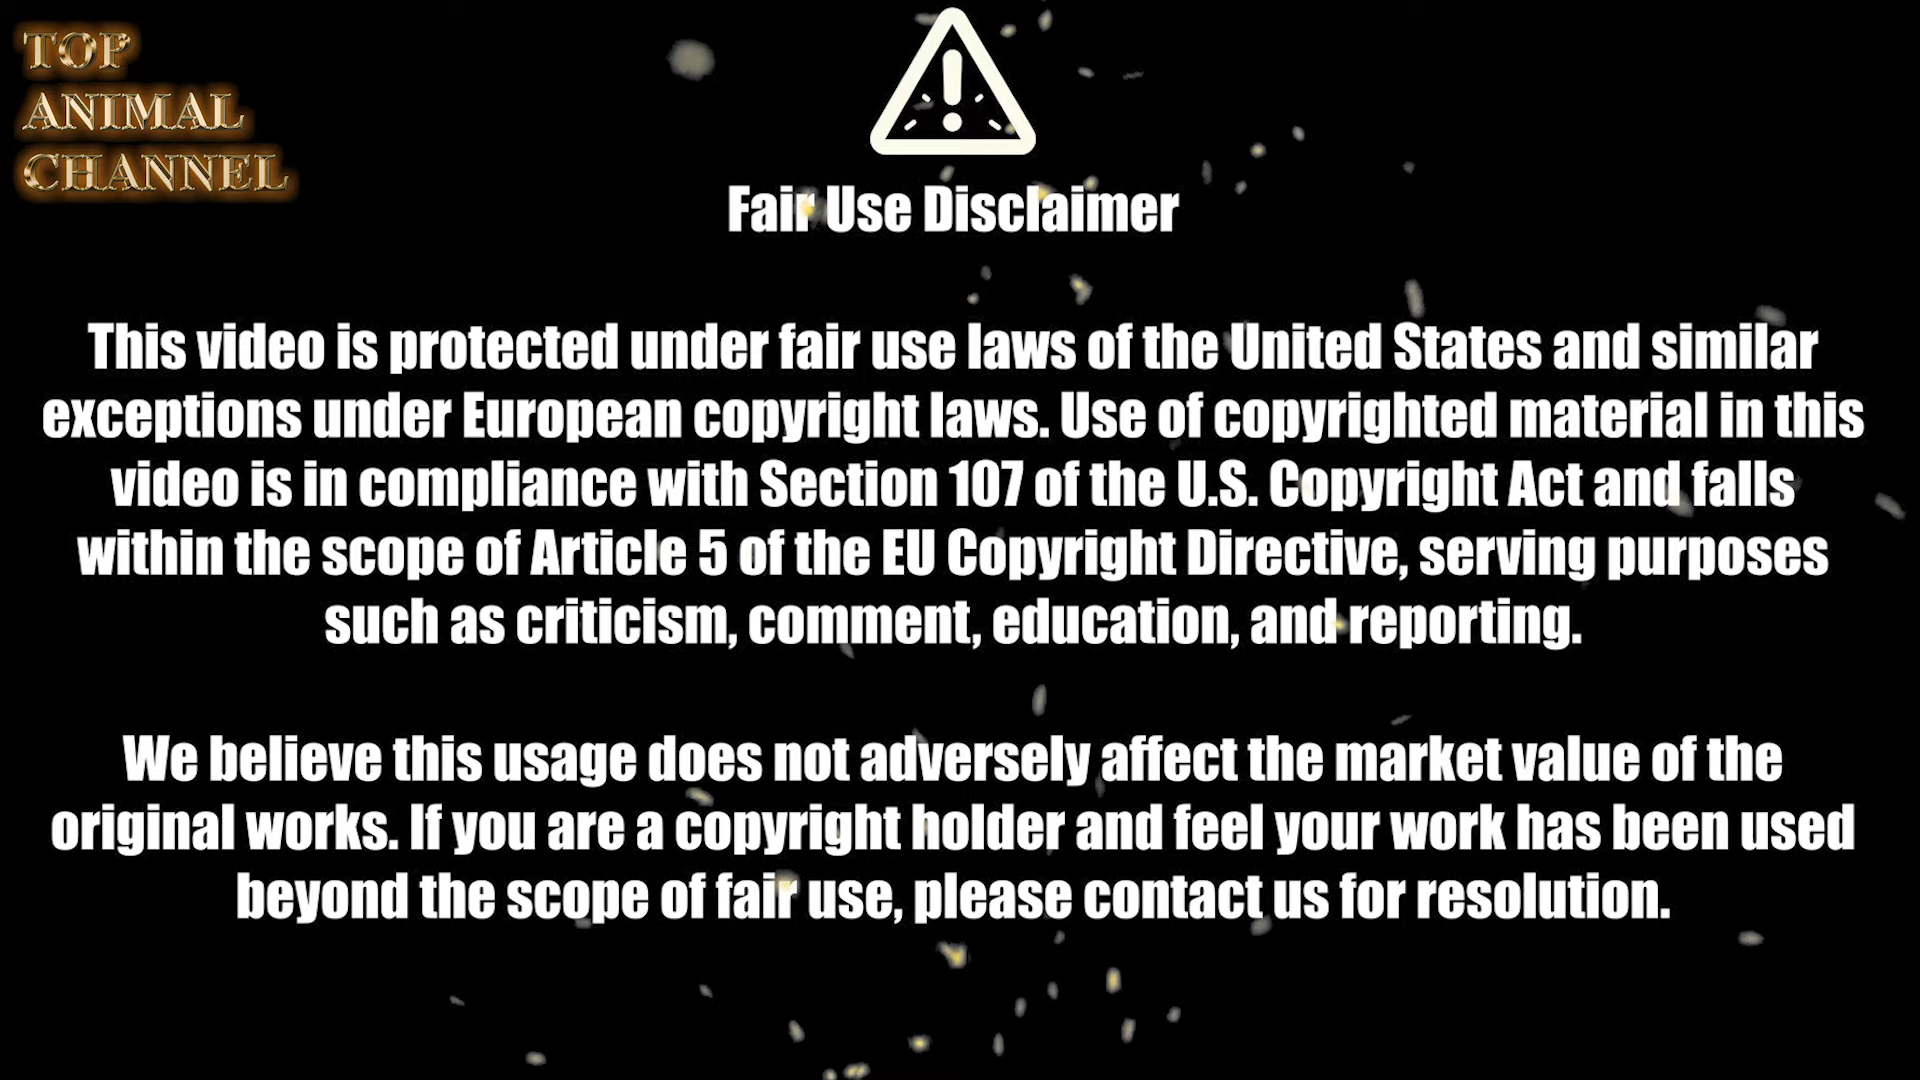 TOP
ANIMAL
CHANNEL
Fair Use Disclaimer
This video is protected under fair use laws of the United States and similar
exceptions under European copyright laws. Use of copyrighted material in this
video is in compliance with Section 107 of the U.S. Copyright Act and falls
within the scope of Article 5 of the EU Copyright Directive, serving purposes
such as criticism, comment, education, and reporting.
We believe this usage does not adversely affect the market value of the
original works. If you are a copyright holder and feel your work has been used
beyond the scope of fair use, please contact us for resolution.